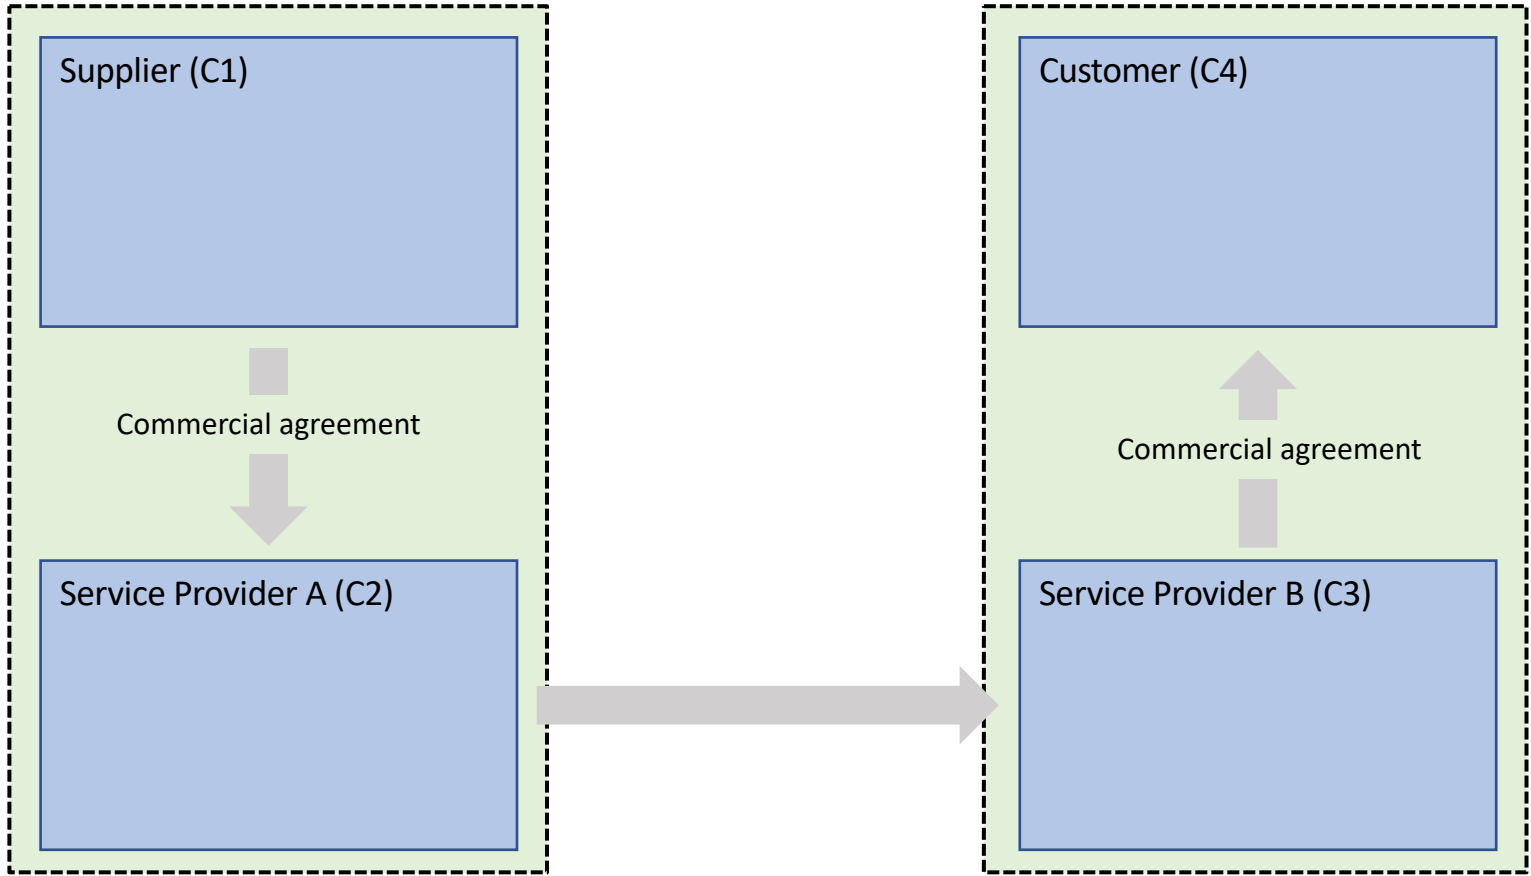 Supplier (C1)
Customer (C4)
Commercial agreement
Commercial agreement
Service Provider A (C2)
Service Provider B (C3)